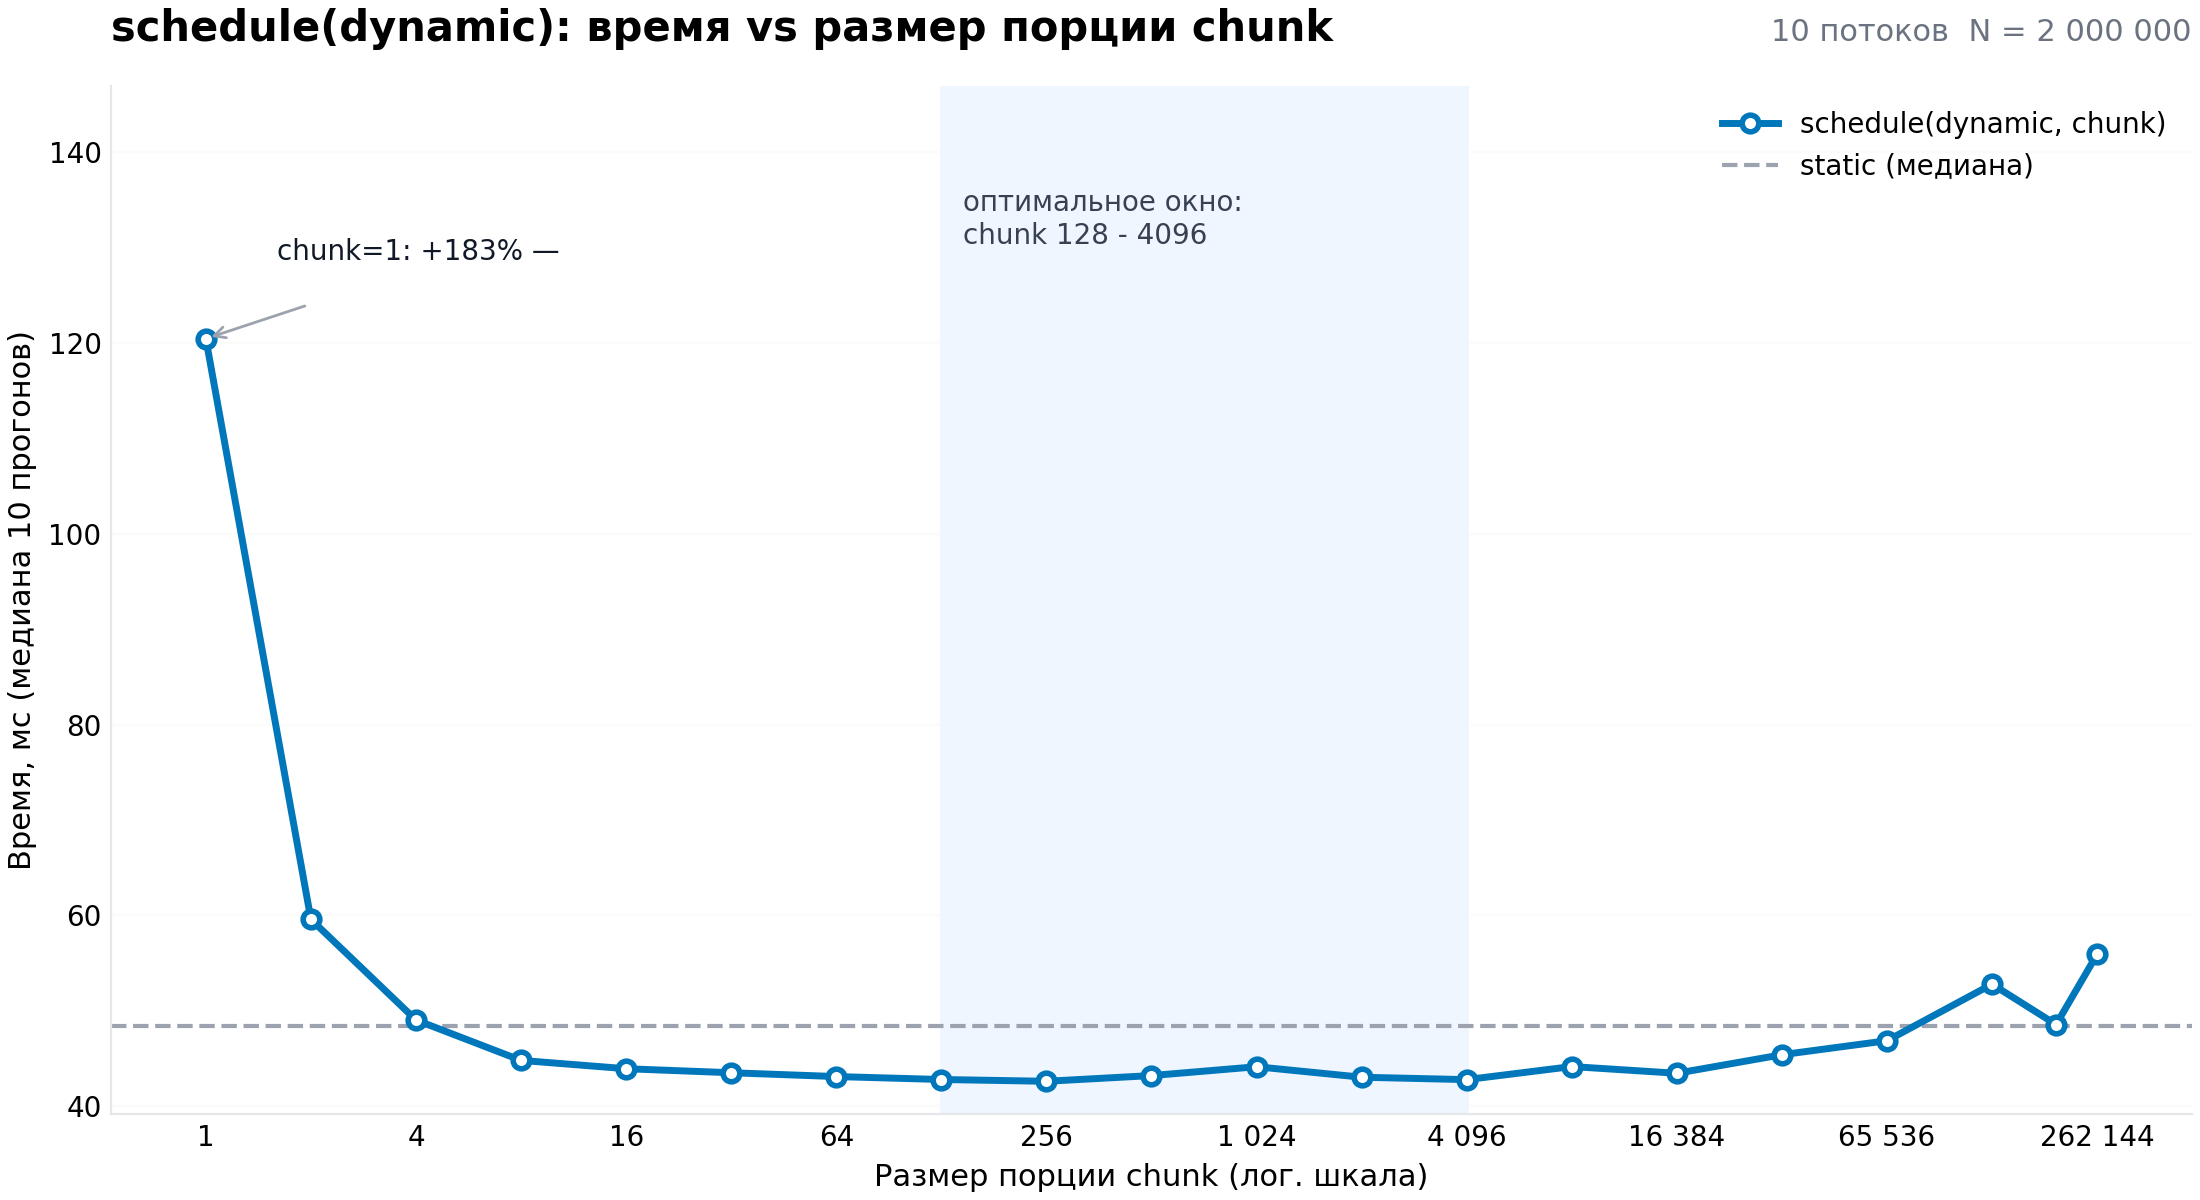 schedule(dynamic): время vs размер порции chunk
10 потоков  N = 2 000 000
schedule(dynamic, chunk)
static (медиана)
оптимальное окно:
chunk 128 - 4096
chunk=1: +183% —
Время, мс (медиана 10 прогонов)
140
120
100
80
60
40
1
4
16
64
256
1 024
4 096
16 384
65 536
262 144
Размер порции chunk (лог. шкала)